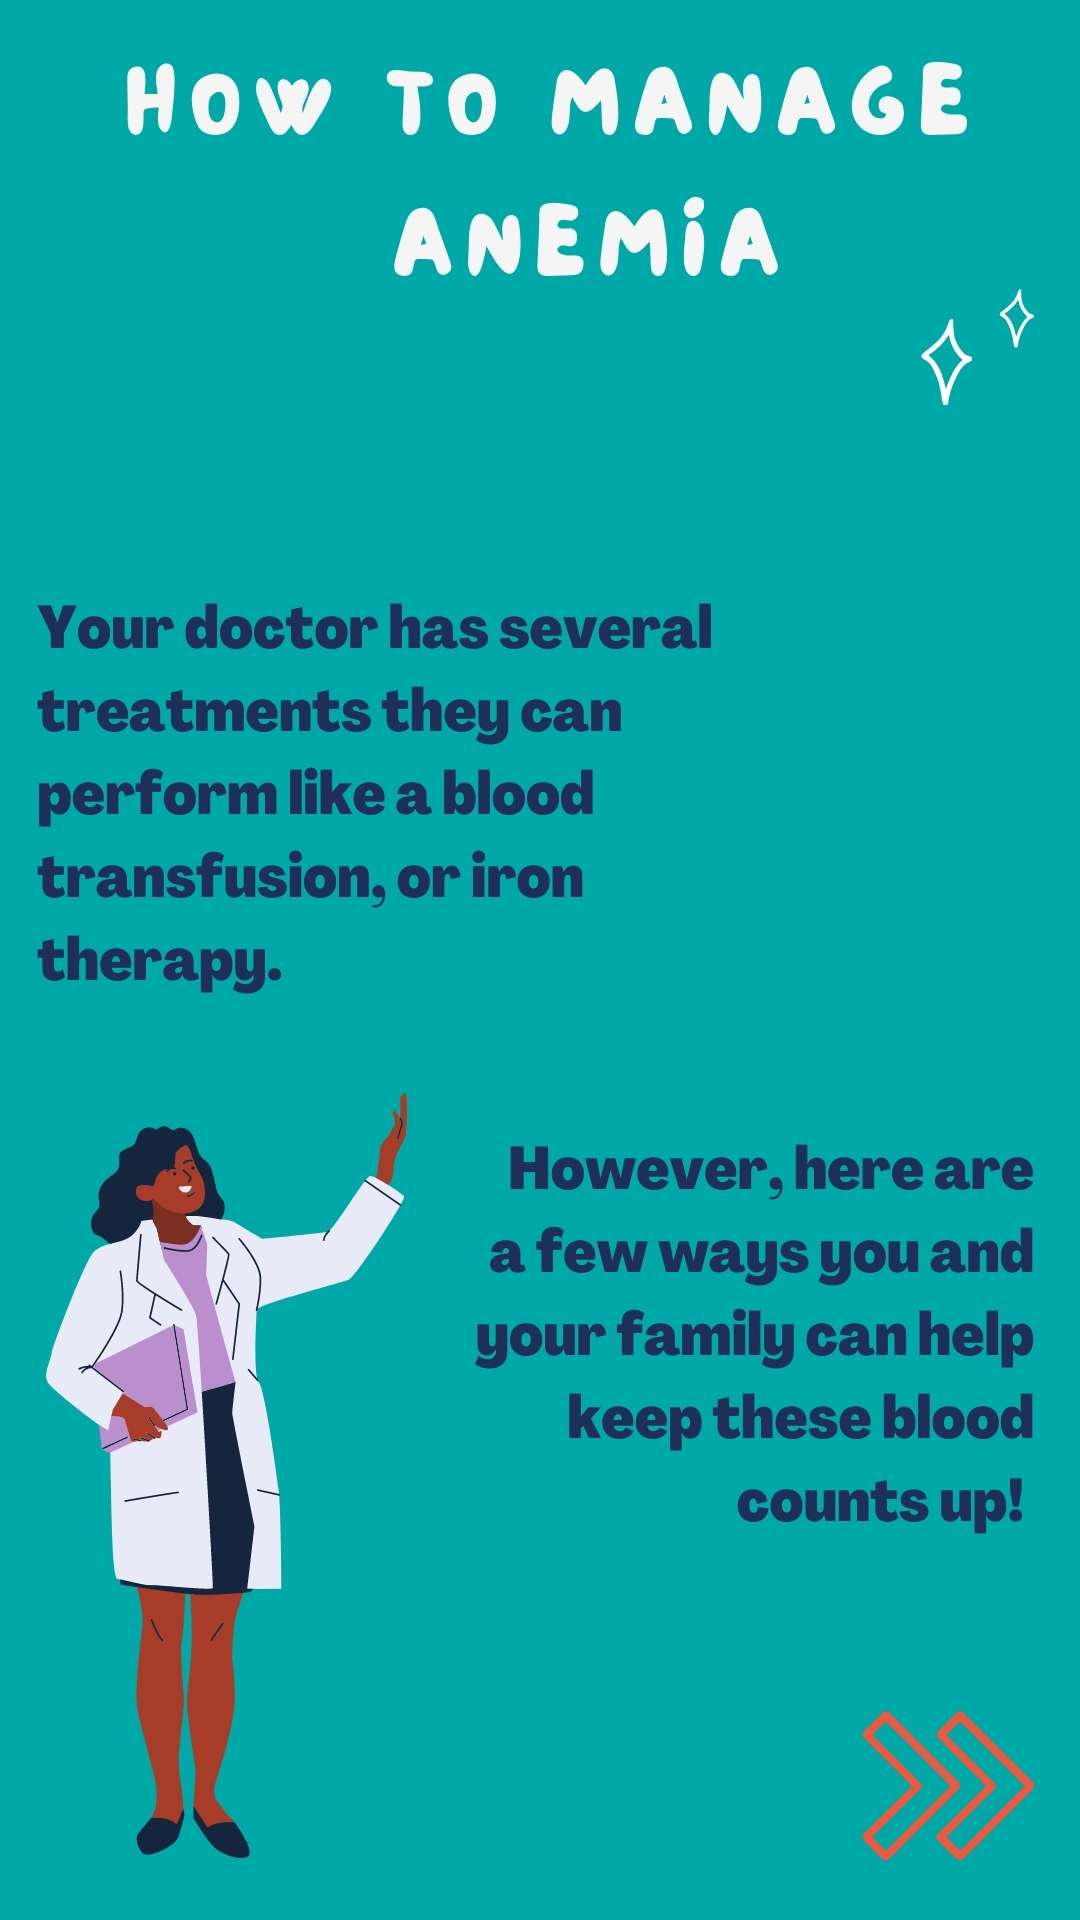 HOW TO MANAGE
ANEMiA
Your doctor has several
treatments they can
perform like a blood
transfusion, or iron
therapy.
However, here are
a few ways you and
your family can help
keep these blood
counts up!